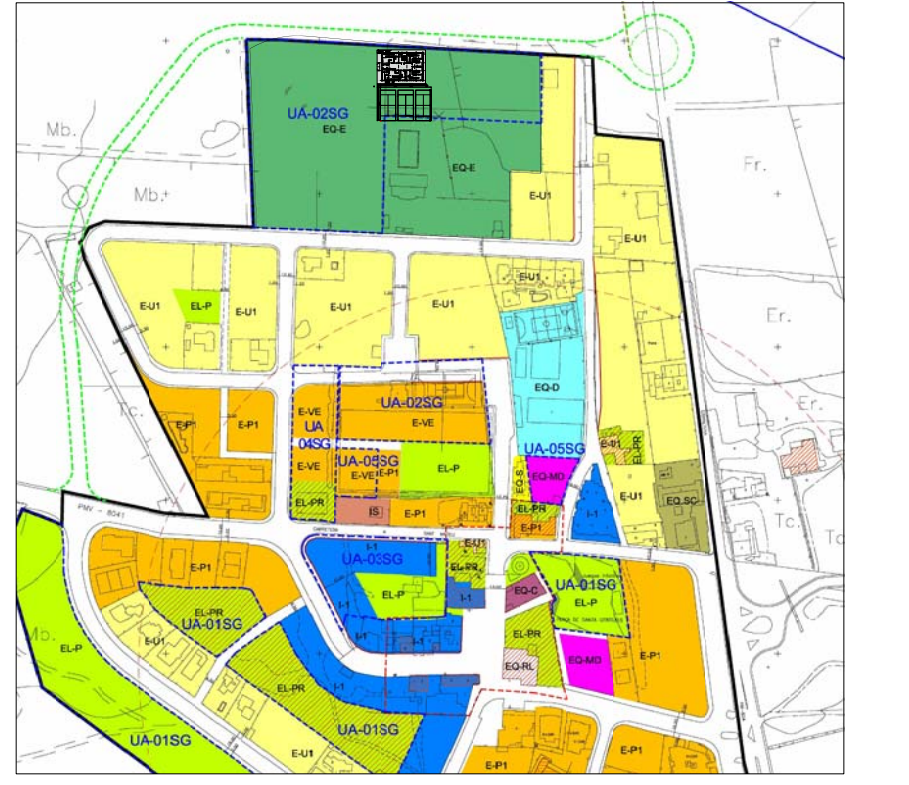 UA-02SG
EQ-E
Mb.
EQ-E
Fr.
Mb.
E-U1
E-U1
E-U1
E-U1
EL-P
E-U1
E-U1
E-U1
Er.
EQ-D
UA-02SG
Er.
Tc.
E-P1
E-P1
E-VE
E-VE
UA
04SG
UA-05SG
EL-PR
E-VE
UA-05SG
EL-P
E-VE
E-P1
EQ-MD
E-U1
EQ-SC
EL-PR
EL-PR
PMV - 8041
IS
E-P1
I-1
Tc.
E-P1
I-1
E-U1
UA-03SG
EL-PR
E-P1
UA-01SG
EL-P
EQ-C
I-1
EL-P
EL-PR
UA-01SG
I-1
Mb.
E-U1
I-1
I-1
EL-PR
EL-P
E-P1
EQ-MD
EQ-RL
EL-PR
I-1
UA-01SG
UA-01SG
E-U1
E-P1
E-P1